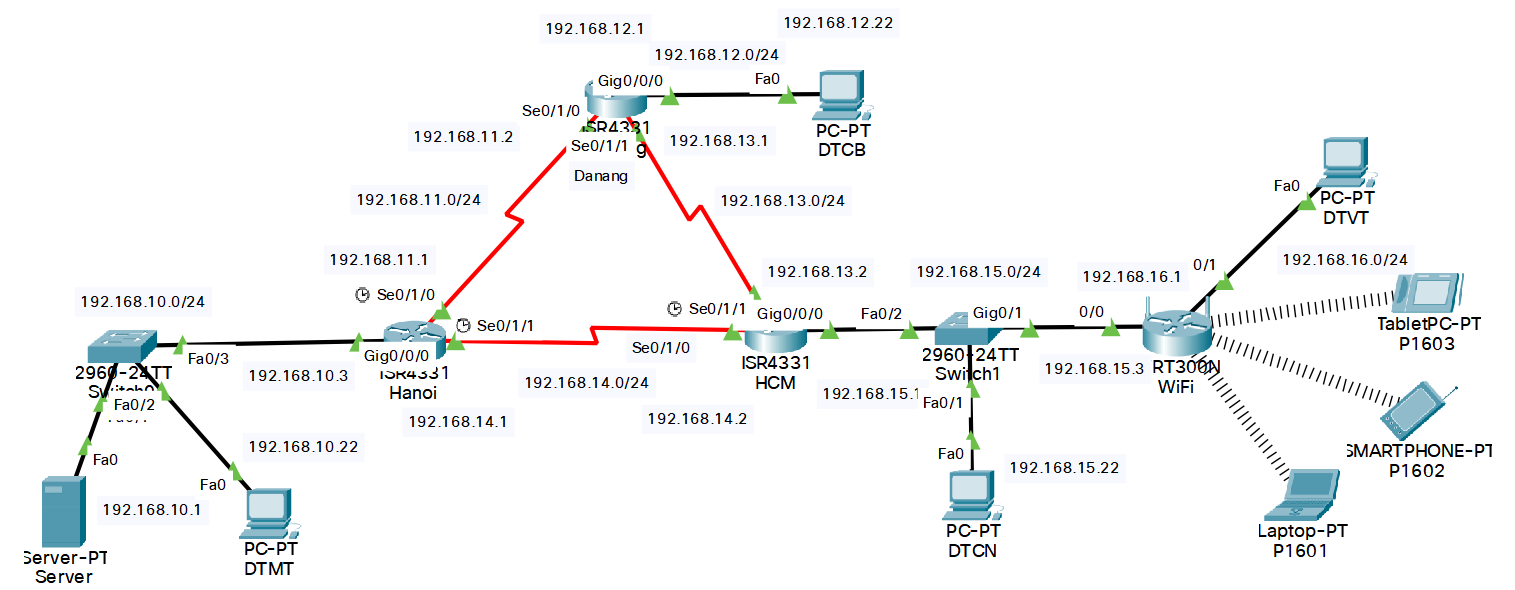 192.168.12.1
192.168.12.22
192.168.12.0/24
Gig0/0/0
Fa0
Se0/1/0
ISR4331
g
Se0/1/1
Danang
PC-PT
DTCB
192.168.11.2
192.168.13.1
192.168.11.0/24
192.168.13.0/24
Fa0
PC-PT
DTVT
192.168.11.1
Se0/1/0
192.168.13.2
192.168.15.0/24
192.168.16.1
0/1
192.168.16.0/24
192.168.10.0/24
Se0/1/1
Se0/1/1
Gig0/0/0
Fa0/2
Gig0/1
0/0
TabletPC-PT
P1603
Fa0/3
Gig0/0/0
Se0/1/0
2960-24TT
ISR4331
Hanoi
ISR4331
HCM
2960-24TT
Switch1
WRT300N
WiFi
192.168.10.3
192.168.14.0/24
192.168.15.1
192.168.15.3
Fa0/2
Fa0/1
192.168.14.1
192.168.14.2
192.168.10.22
Fa0
Fa0
Fa0
192.168.15.22
SMARTPHONE-PT
P1602
192.168.10.1
Server-PT
Server
PC-PT
DTMT
PC-PT
DTCN
Laptop-PT
P1601